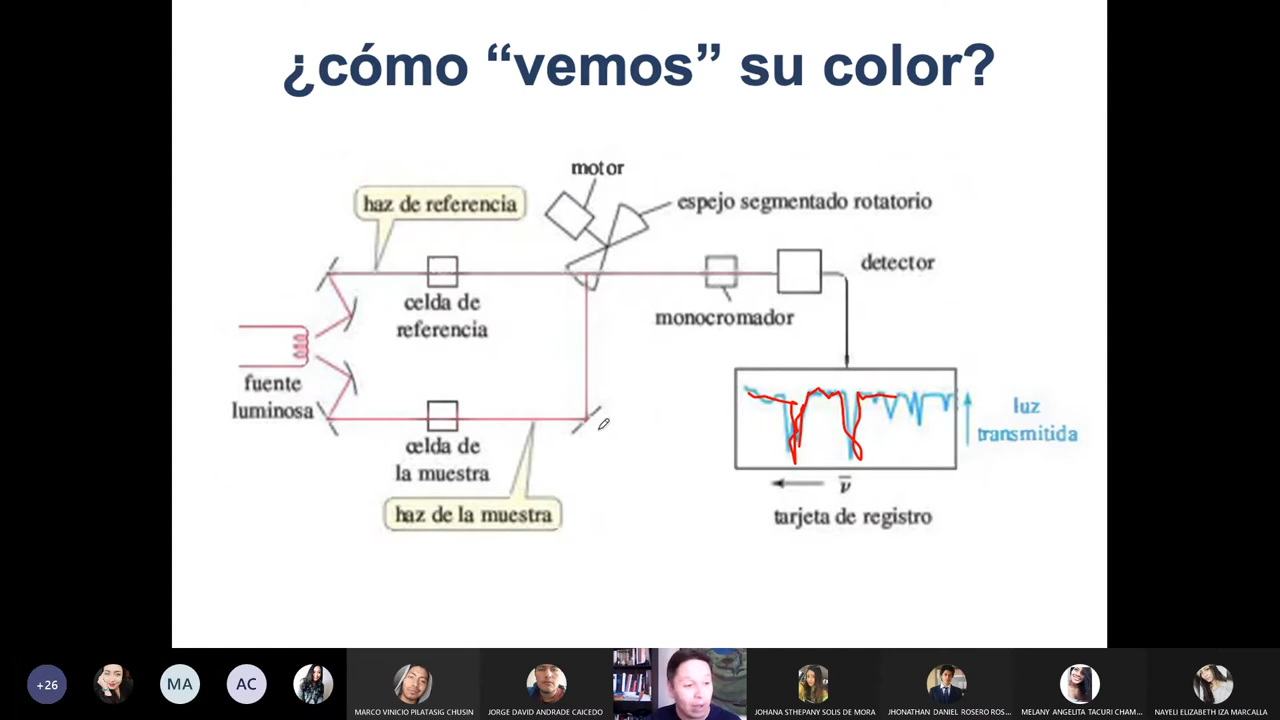 ¿cómo “vemos” su color?
motor
haz de referencia
espejo segmentado rotatorio
detector
celda de
referencia
monocromador
fuente
luminosa
luz
transmitida
celda de
la muestra
ν̅
haz de la muestra
tarjeta de registro
+26
MA
AC
MARCO VINICIO PILATASIG CHUSIN
JORGE DAVID ANDRADE CAICEDO
JOHANA STHEPANY SOLIS DE MORA
JHONATHAN DANIEL ROSERO ROS...
MELANY ANGELITA TACURI CHAM...
NAYELI ELIZABETH IZA MARCALLA